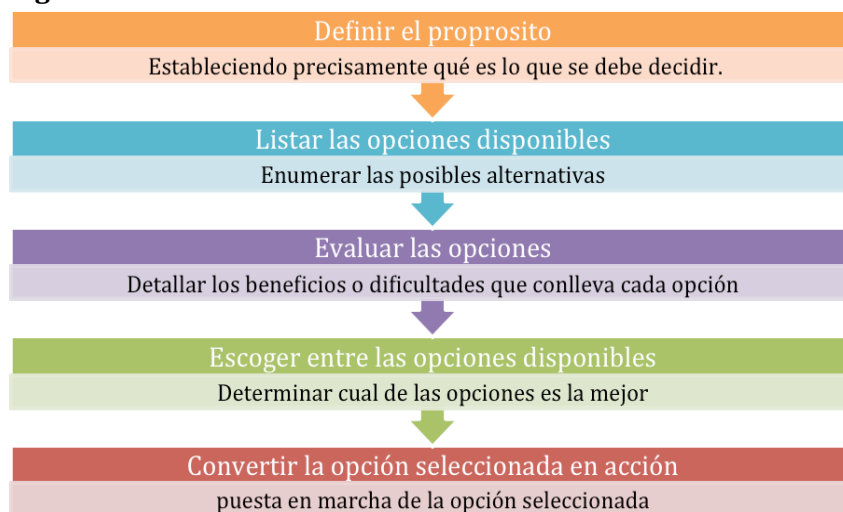 Definir el proprosito
Estableciendo precisamente qué es lo que se debe decidir.
Listar las opciones disponibles
Enumerar las posibles alternativas
Evaluar las opciones
Detallar los beneficios o dificultades que conlleva cada opción
Escoger entre las opciones disponibles
Determinar cual de las opciones es la mejor
Convertir la opción seleccionada en acción
puesta en marcha de la opción seleccionada